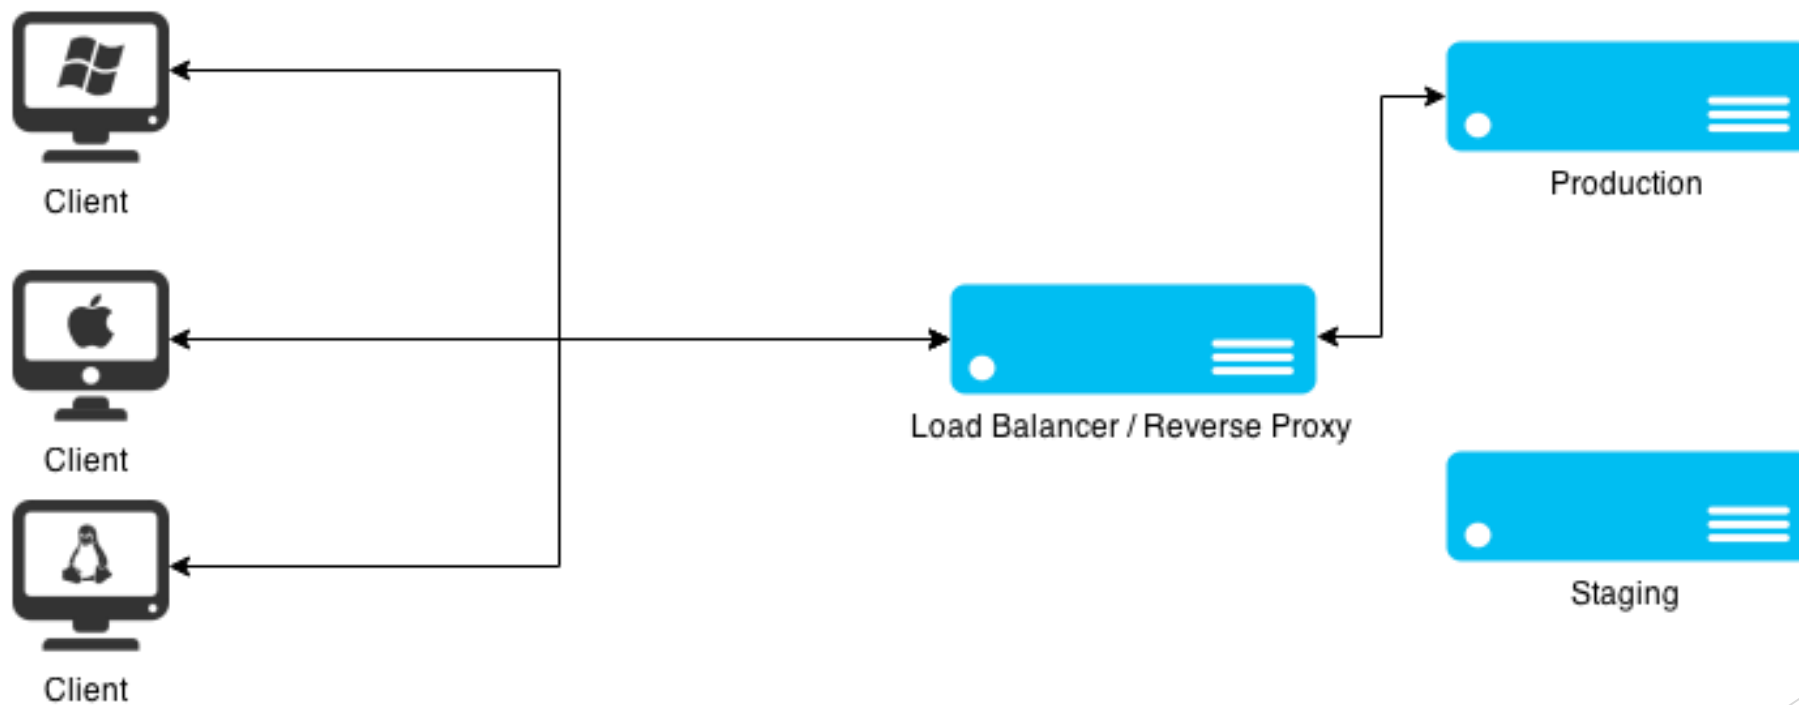 Client
Production
Load Balancer / Reverse Proxy
Client
Staging
Client